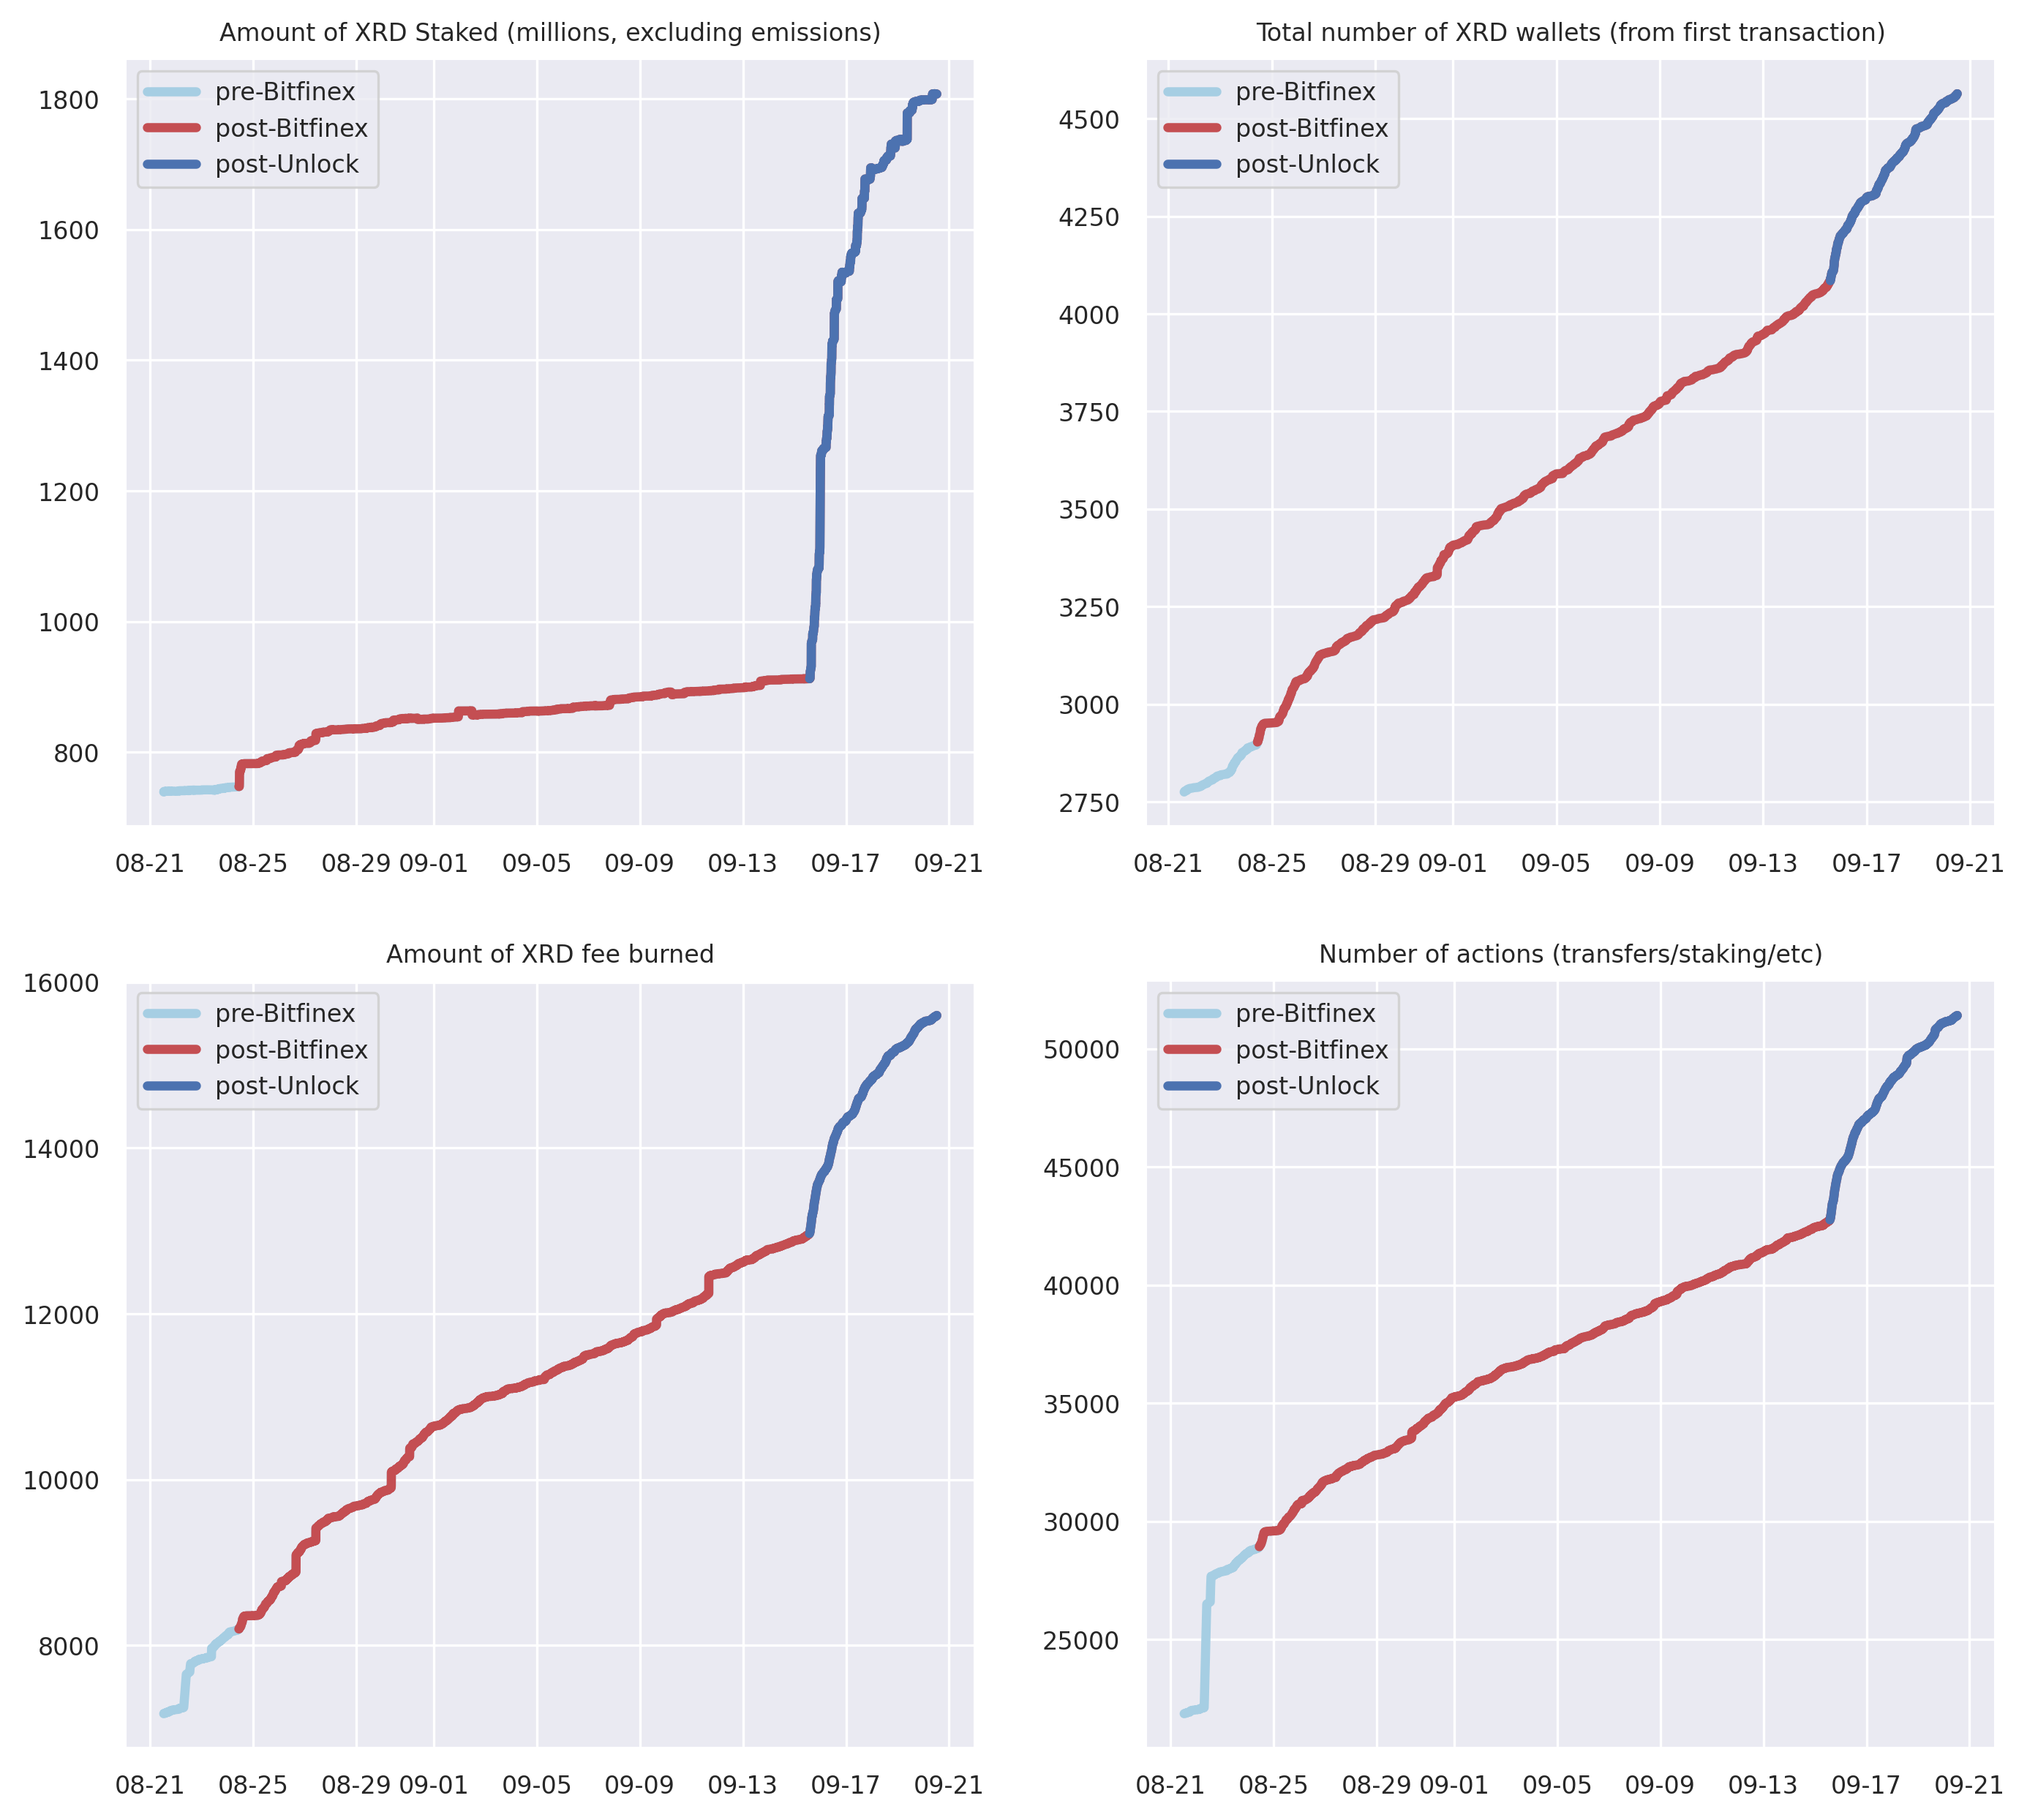 Amount of XRD Staked (millions, excluding emissions)
pre-Bitfinex
post-Bitfinex
post-Unlock
1800
1600
1400
1200
1000
800
08-21 08-25 08-29 09-01 09-05 09-09 09-13 09-17 09-21
Total number of XRD wallets (from first transaction)
pre-Bitfinex
post-Bitfinex
post-Unlock
4500
4250
4000
3750
3500
3250
3000
2750
08-21 08-25 08-29 09-01 09-05 09-09 09-13 09-17 09-21
Amount of XRD fee burned
pre-Bitfinex
post-Bitfinex
post-Unlock
16000
14000
12000
10000
8000
08-21 08-25 08-29 09-01 09-05 09-09 09-13 09-17 09-21
Number of actions (transfers/staking/etc)
pre-Bitfinex
post-Bitfinex
post-Unlock
50000
45000
40000
35000
30000
25000
08-21 08-25 08-29 09-01 09-05 09-09 09-13 09-17 09-21